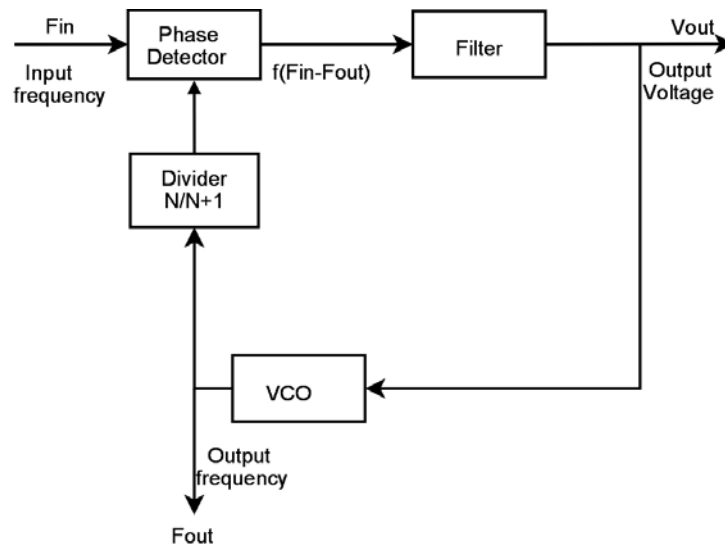 Fin
Phase
Detector
Filter
Vout
Input
frequency
f(Fin-Fout)
Output
Voltage
Divider
N/N+1
VCO
Output
frequency
Fout